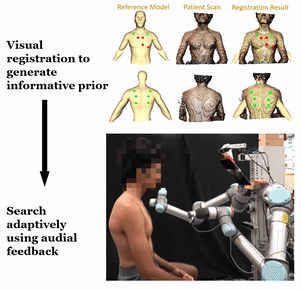 Reference Model
Patient Scan
Registration Result
Visual
registration to
generate
informative prior
Search
adaptively
using audial
feedback